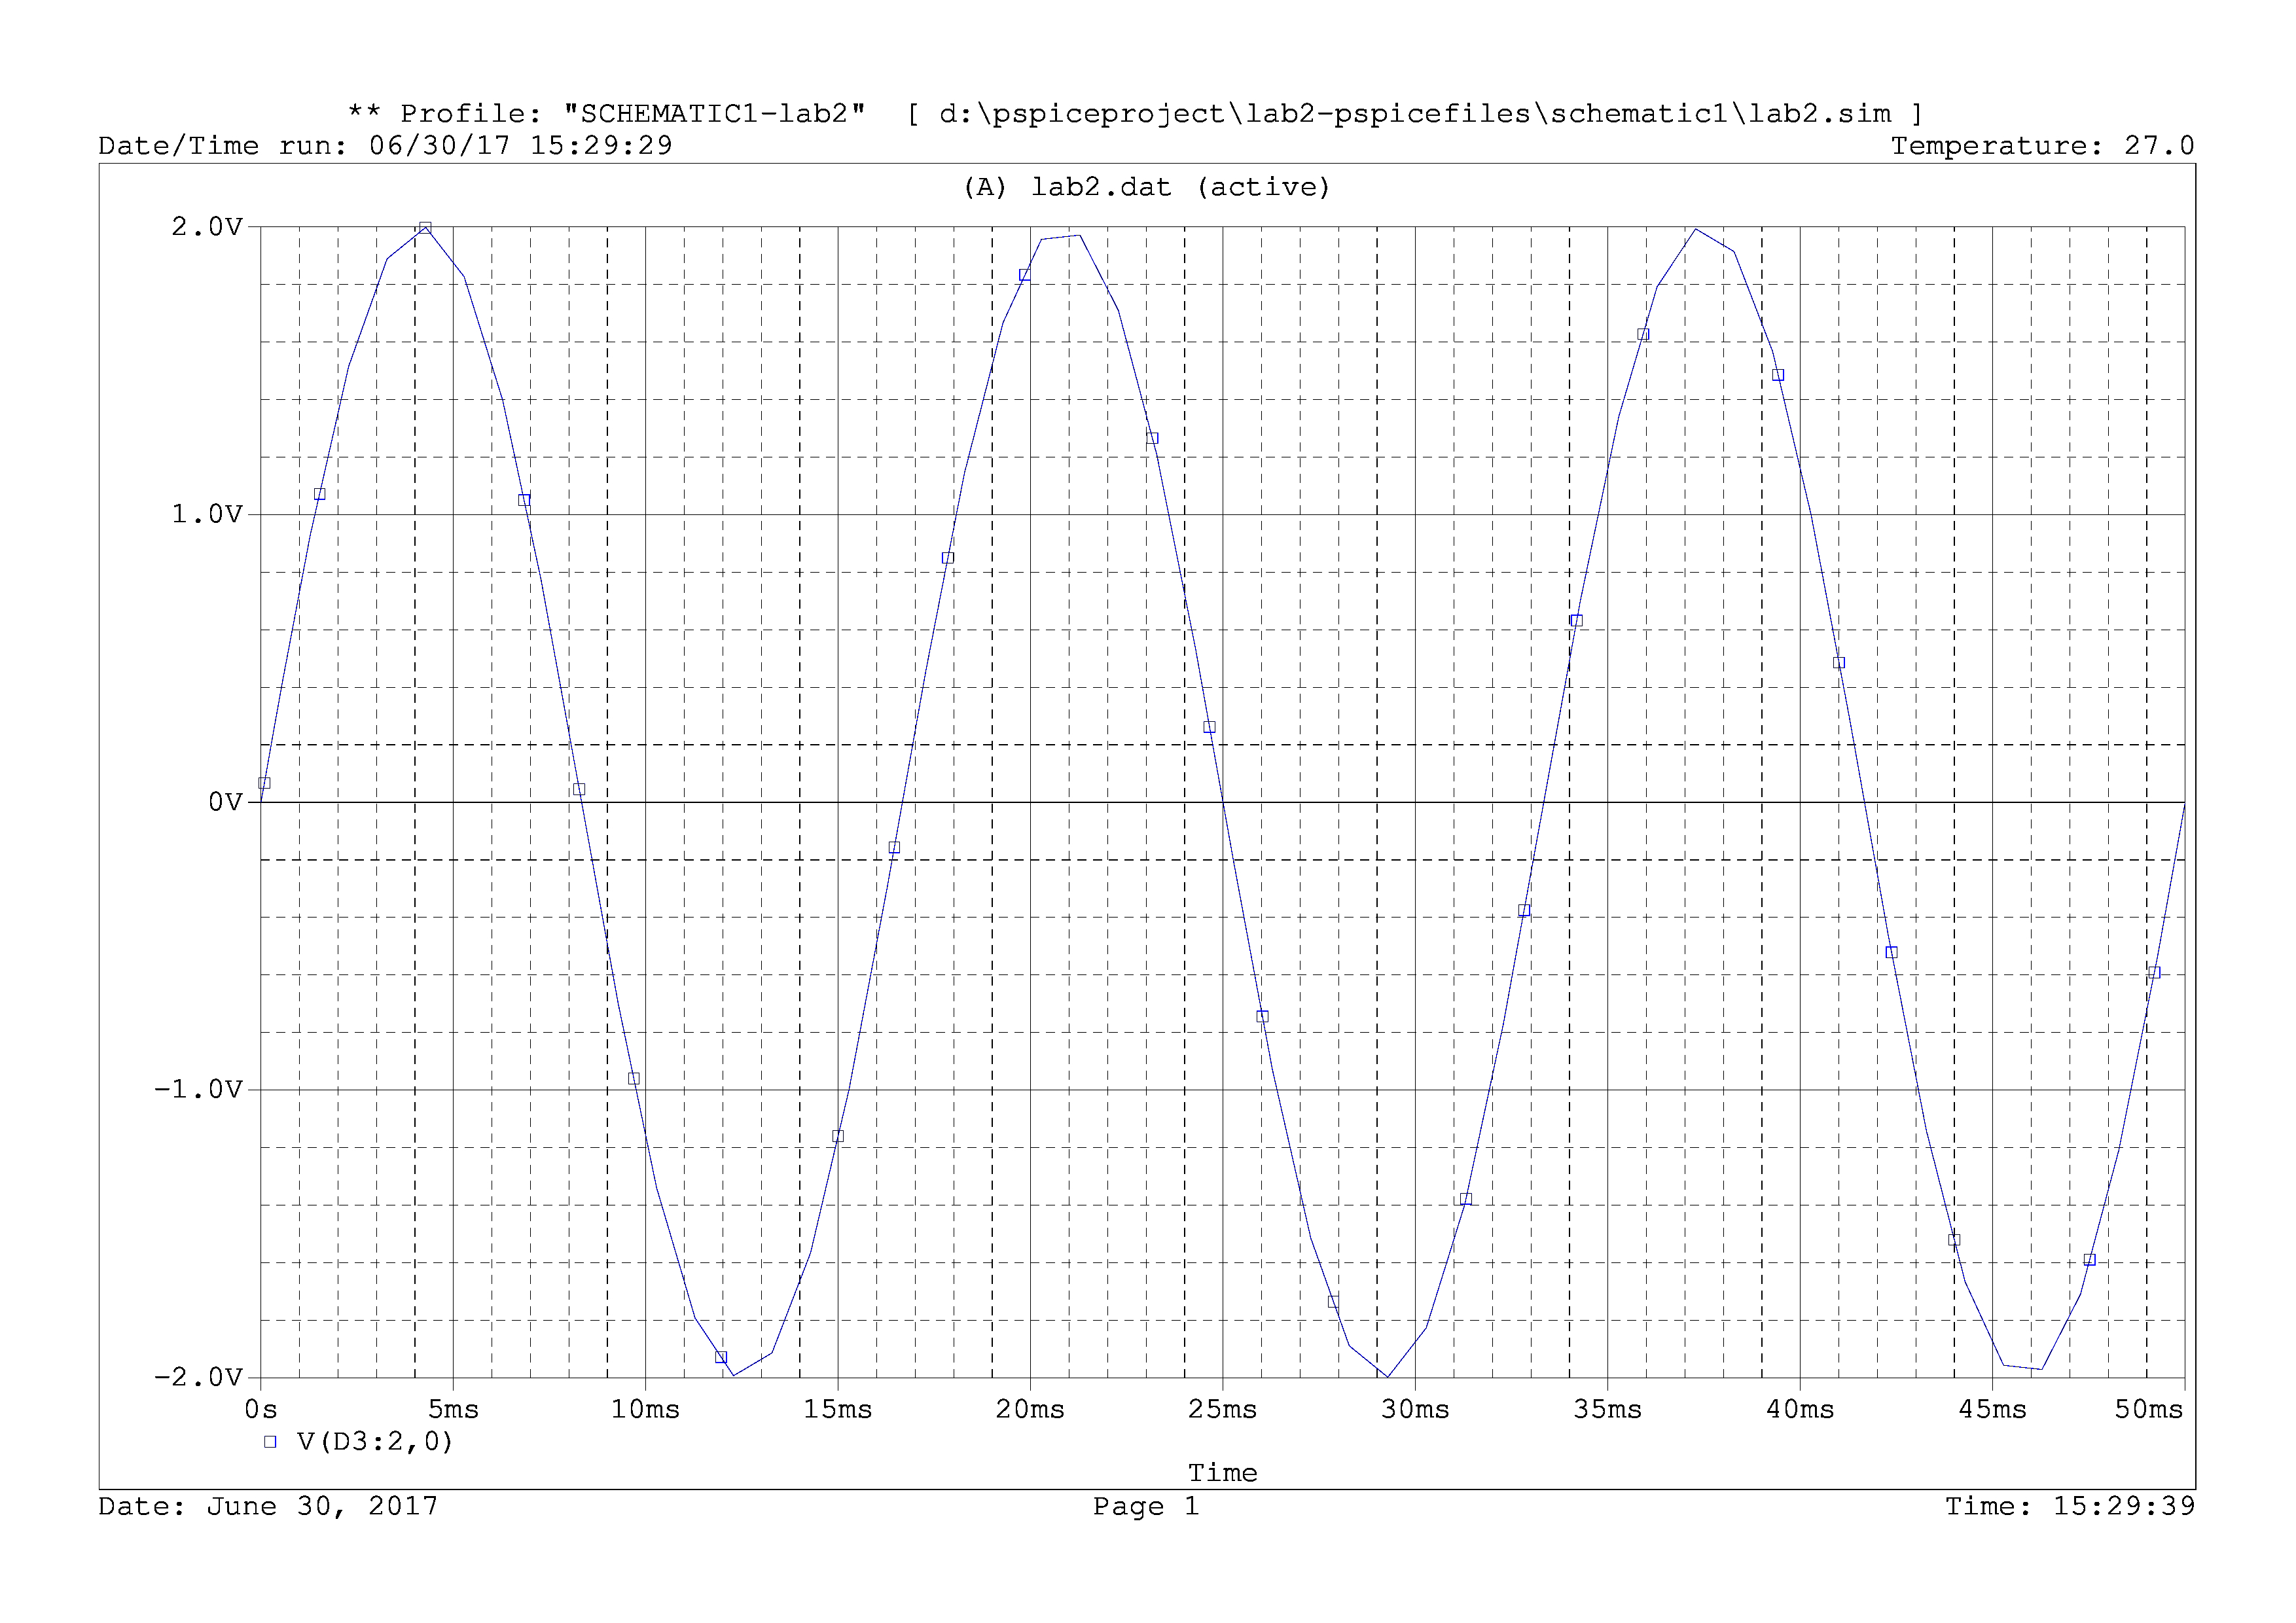 ** Profile: "SCHEMATIC1-lab2"  [ d:\pspiceproject\lab2-pspicefiles\schematic1\lab2.sim ]
Date/Time run: 06/30/17 15:29:29 Temperature: 27.0
(A) lab2.dat (active)
2.0V
1.0V
0V
-1.0V
-2.0V
0s 5ms 10ms 15ms 20ms 25ms 30ms 35ms 40ms 45ms 50ms
V(D3:2,0)
Time
Date: June 30, 2017 Page 1 Time: 15:29:39